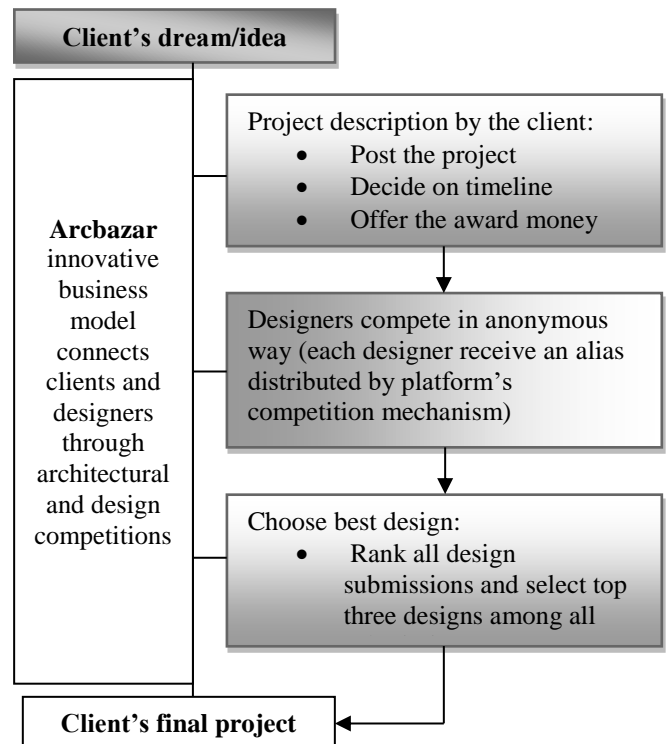 Client's dream/idea
Arcbazar
innovative
business
model
connects
clients and
designers
through
architectural
and design
competitions
Project description by the client:
• Post the project
• Decide on timeline
• Offer the award money
Designers compete in anonymous
way (each designer receive an alias
distributed by platform's
competition mechanism)
Choose best design:
• Rank all design
submissions and select top
three designs among all
Client's final project